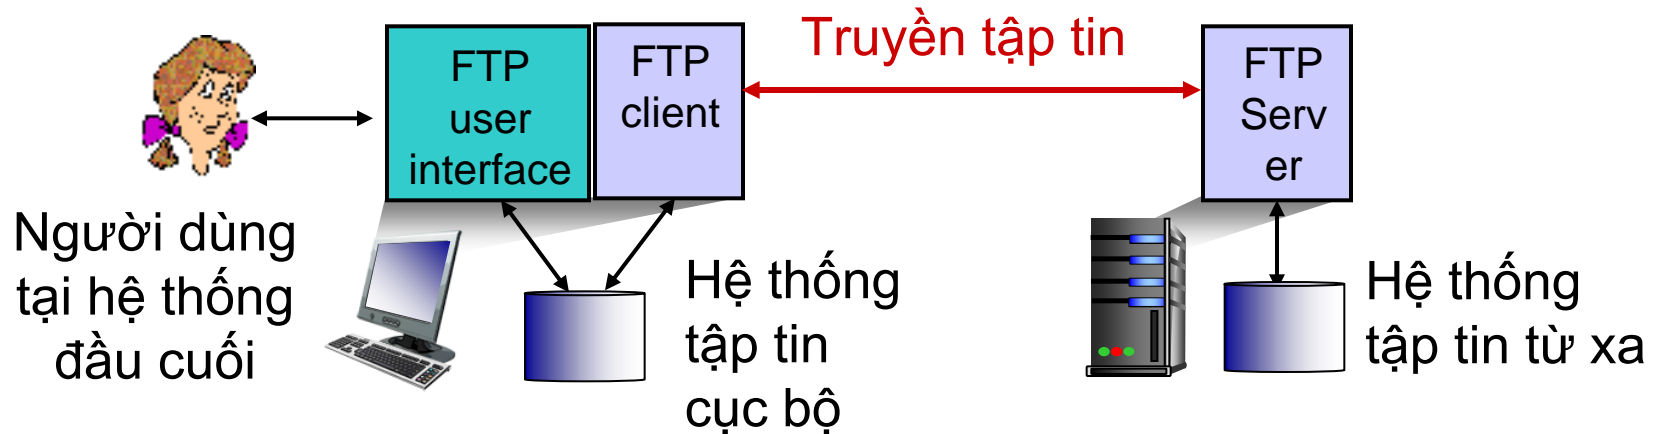 Truyền tập tin
FTP
user
interface
FTP
client
FTP
Serv
er
Người dùng
tại hệ thống
đầu cuối
Hệ thống
tập tin
cục bộ
Hệ thống
tập tin từ xa